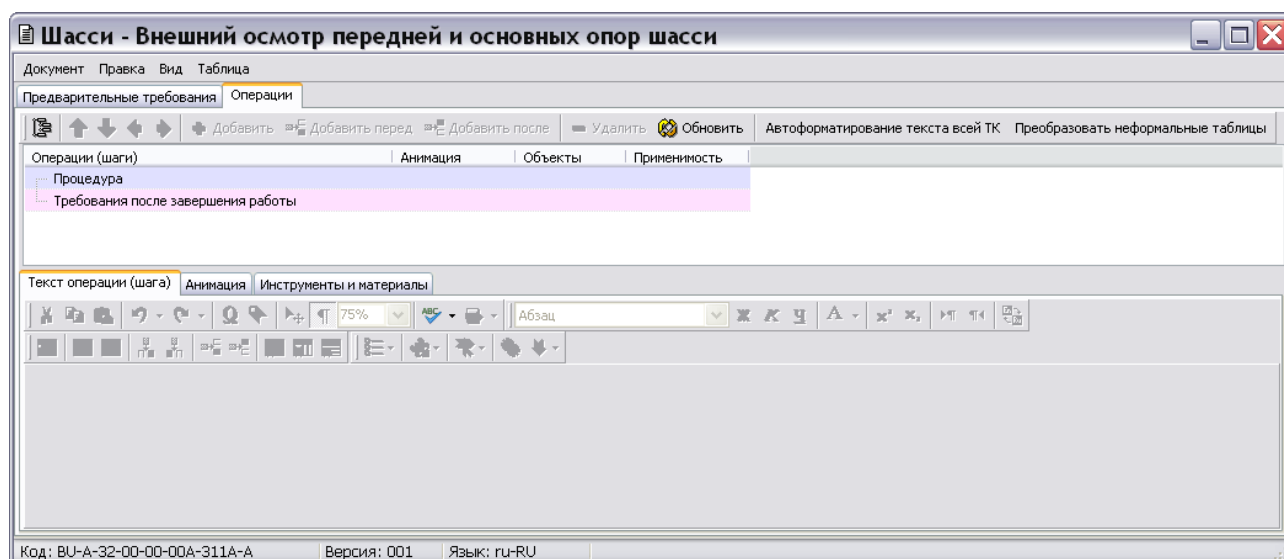 Шасси - Внешний осмотр передней и основных опор шасси
Документ Правка Вид Таблица
Предварительные требования Операции
Добавить Добавить перед Добавить после Удалить Обновить Автоформатирование текста всей ТК Преобразовать неформальные таблицы
Операции (шаги) Анимация Объекты Применимость
Процедура
Требования после завершения работы
Текст операции (шага) Анимация Инструменты и материалы
75% ABC Абзац Ж К Ч A x² x₂
Код: BU-A-32-00-00-00A-311A-A Версия: 001 Язык: ru-RU